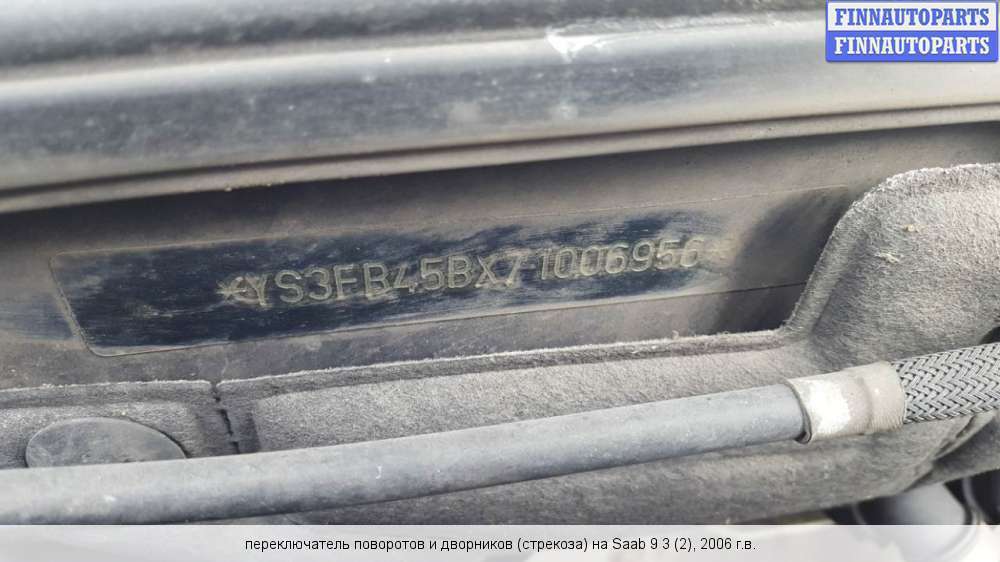 FINNAUTOPARTS
FINNAUTOPARTS
*YS3FB45BX71006956*
переключатель поворотов и дворников (стрекоза) на Saab 9 3 (2), 2006 г.в.